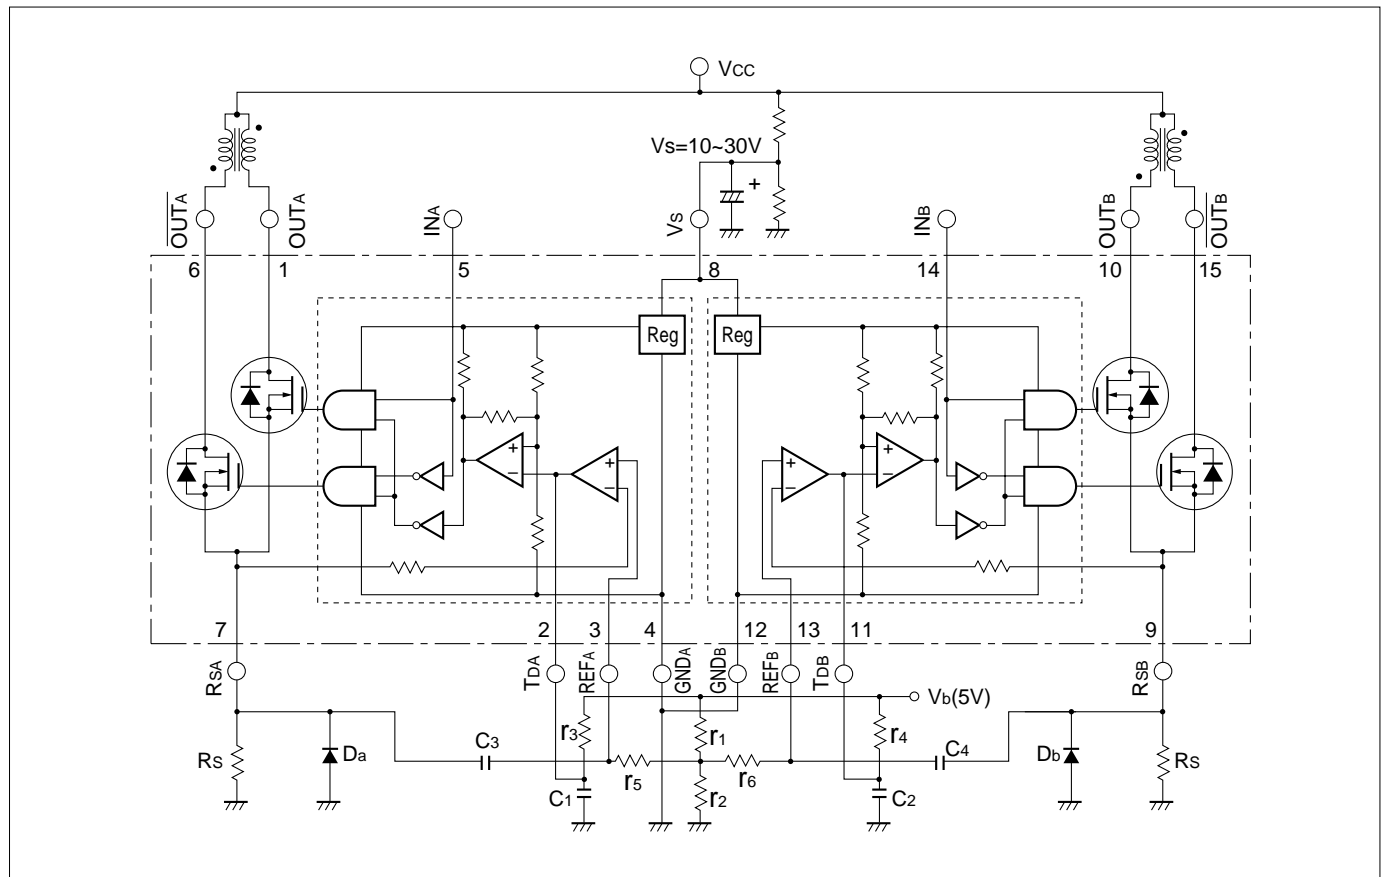 VCC
Vs=10~30V
+
OUTA
OUTA
INA
VS
INB
OUTB
OUTB
6
1
5
8
14
10
15
Reg
Reg
+
−
+
−
+
−
+
−
7
2
3
4
12
13
11
9
RSA
TDA
REFA
GNDA
GNDB
REFB
TDB
RSB
Vb(5V)
r3
r1
r4
C3
C4
RS
Da
r5
r6
Db
RS
C1
r2
C2